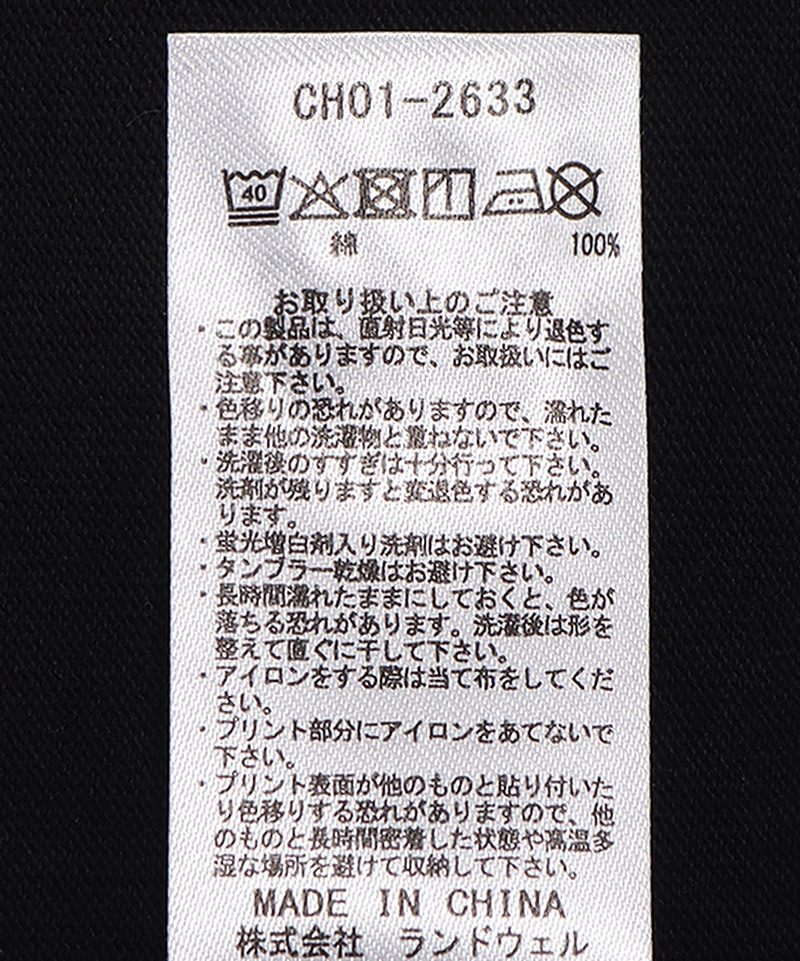 CH01-2633
40
綿 100%
お取り扱い上のご注意
・この製品は、直射日光等により退色す
る事がありますので、お取扱いにはご
注意下さい。
・色移りの恐れがありますので、濡れた
まま他の洗濯物と重ねないで下さい。
・洗濯後のすすぎは十分行って下さい。
洗剤が残りますと変退色する恐れがあ
ります。
・蛍光増白剤入り洗剤はお避け下さい。
・タンブラー乾燥はお避け下さい。
・長時間濡れたままにしておくと、色が
落ちる恐れがあります。洗濯後は形を
整えて直ぐに干して下さい。
・アイロンをする際は当て布をしてくだ
さい。
・プリント部分にアイロンをあてないで
下さい。
・プリント表面が他のものと貼り付いた
り色移りする恐れがありますので、他
のものと長時間密着した状態や高温多
湿な場所を避けて収納して下さい。
MADE IN CHINA
株式会社 ランドウェル